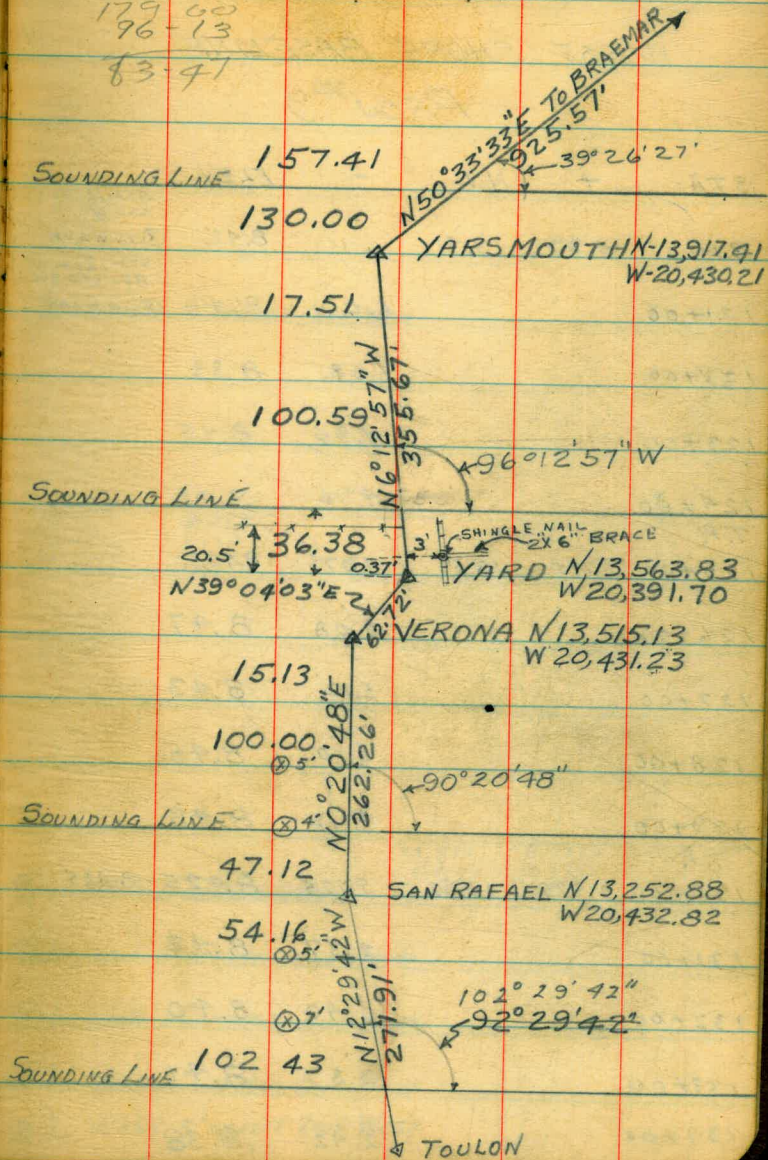 179-60
96-13
83-47
N50°33'33"E TO BRAEMAR
925.57'
39°26'27'
157.41
SOUNDING LINE
130.00
YARSMOUTH N-13,917.41
W-20,430.21
17.51
N6°12'57"W
355.67'
100.59
96°12'57"W
SOUNDING LINE
20.5'
36.38
3'
SHINGLE NAIL
2"X6" BRACE
0.37'
YARD N13,563.83
W20,391.70
N39°04'03"E
62.72'
VERONA N13,515.13
W20,431.23
15.13
N0°20'48"E
262.26'
100.00
5'
90°20'48"
SOUNDING LINE
4'
47.12
SAN RAFAEL N13,252.88
W20,432.82
54.16
5'
N12°29'42"W
277.91'
102°29'42"
92°29'42"
7'
102 43
SOUNDING LINE
TOULON